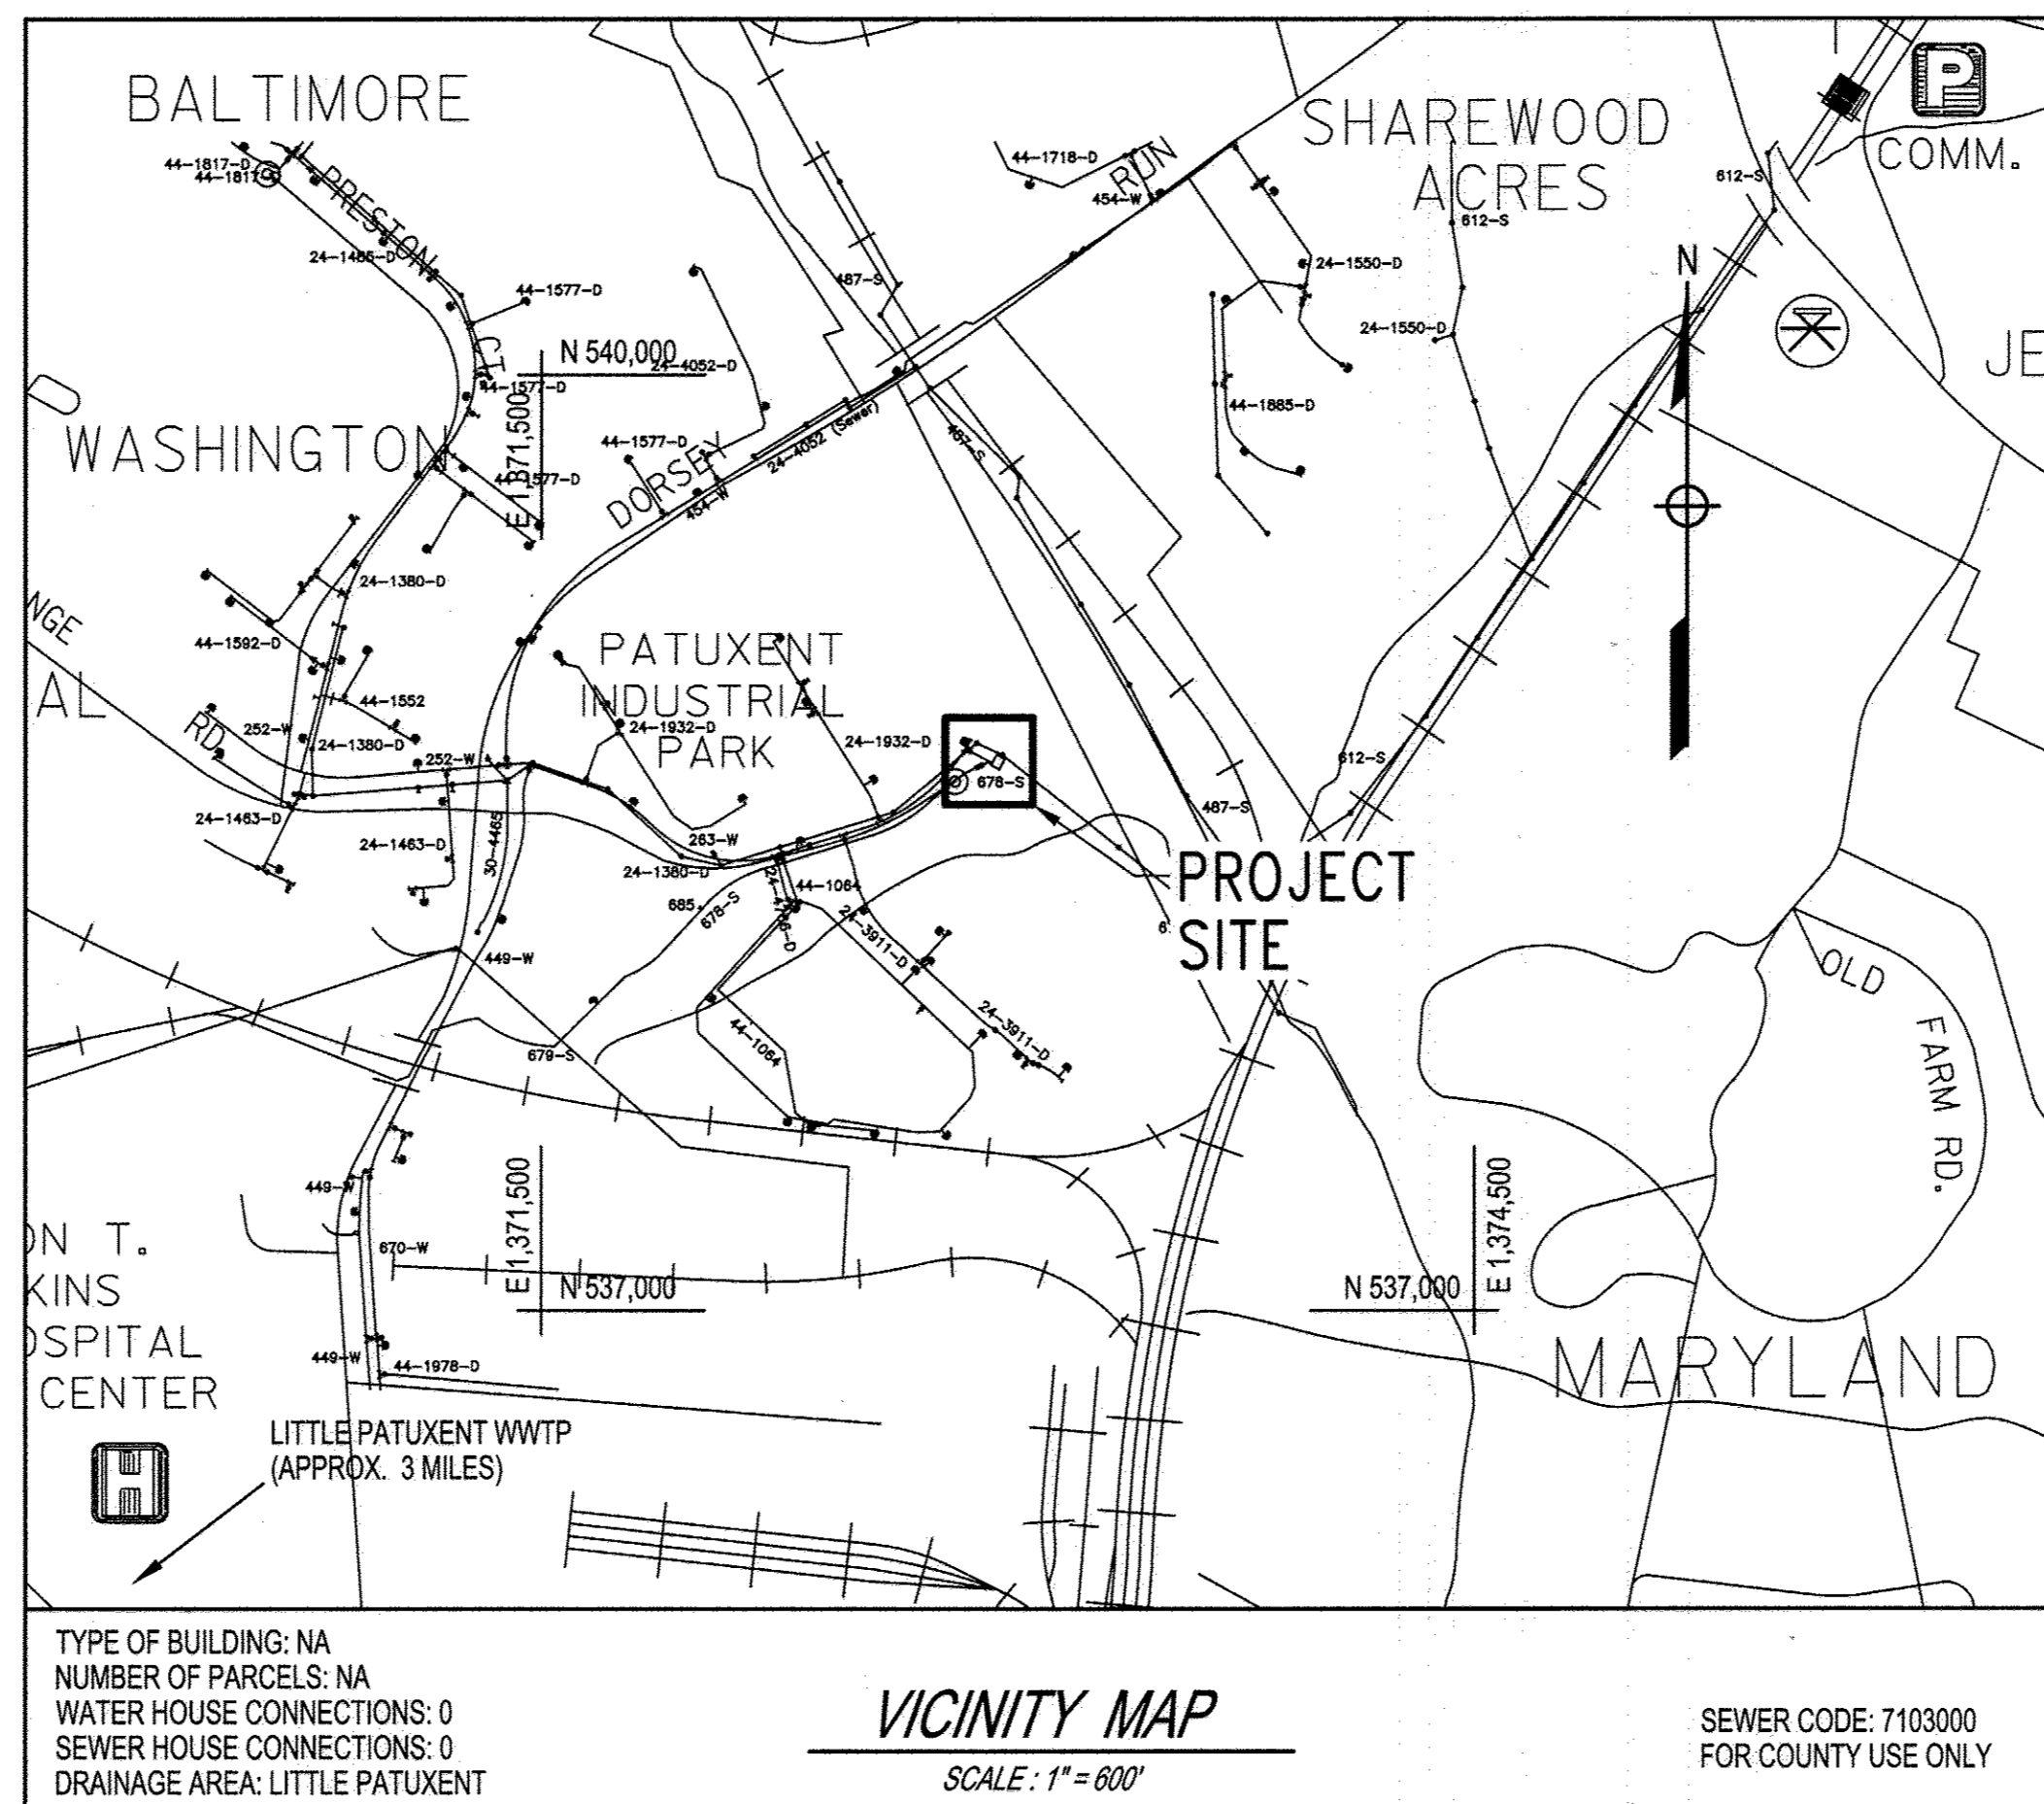 BALTIMORE
SHAREWOOD
ACRES
COMM.
44-1817-D
44-1817
PRESTON
CT
44-1718-D
RUN
454-W
612-S
612-S
24-1465-D
44-1577-D
487-S
24-1550-D
N
24-1550-D
JE
N 540,000
24-4052-D
44-1577-D
E 1,371,500
44-1885-D
WASHINGTON
44-1577-D
DORSEY
24-4052 (Sewer)
487-S
44-1577-D
454-W
24-1380-D
NGE
44-1592-D
PATUXENT
INDUSTRIAL
PARK
AL
RD.
44-1552
252-W
24-1380-D
252-W
24-1932-D
24-1932-D
678-S
612-S
487-S
24-1463-D
24-1463-D
30-4465
263-W
24-1380-D
44-1064
685
678-S
24-3911-D
PROJECT
SITE
6
449-W
OLD
FARM RD.
24-3911-D
44-1064
679-S
449-W
E 1,371,500
N 537,000
E 1,374,500
N 537,000
670-W
ON T.
KINS
OSPITAL
CENTER
MARYLAND
449-W
44-1978-D
LITTLE PATUXENT WWTP
(APPROX. 3 MILES)
H
TYPE OF BUILDING: NA
NUMBER OF PARCELS: NA
WATER HOUSE CONNECTIONS: 0
SEWER HOUSE CONNECTIONS: 0
DRAINAGE AREA: LITTLE PATUXENT
VICINITY MAP
SCALE : 1" = 600'
SEWER CODE: 7103000
FOR COUNTY USE ONLY